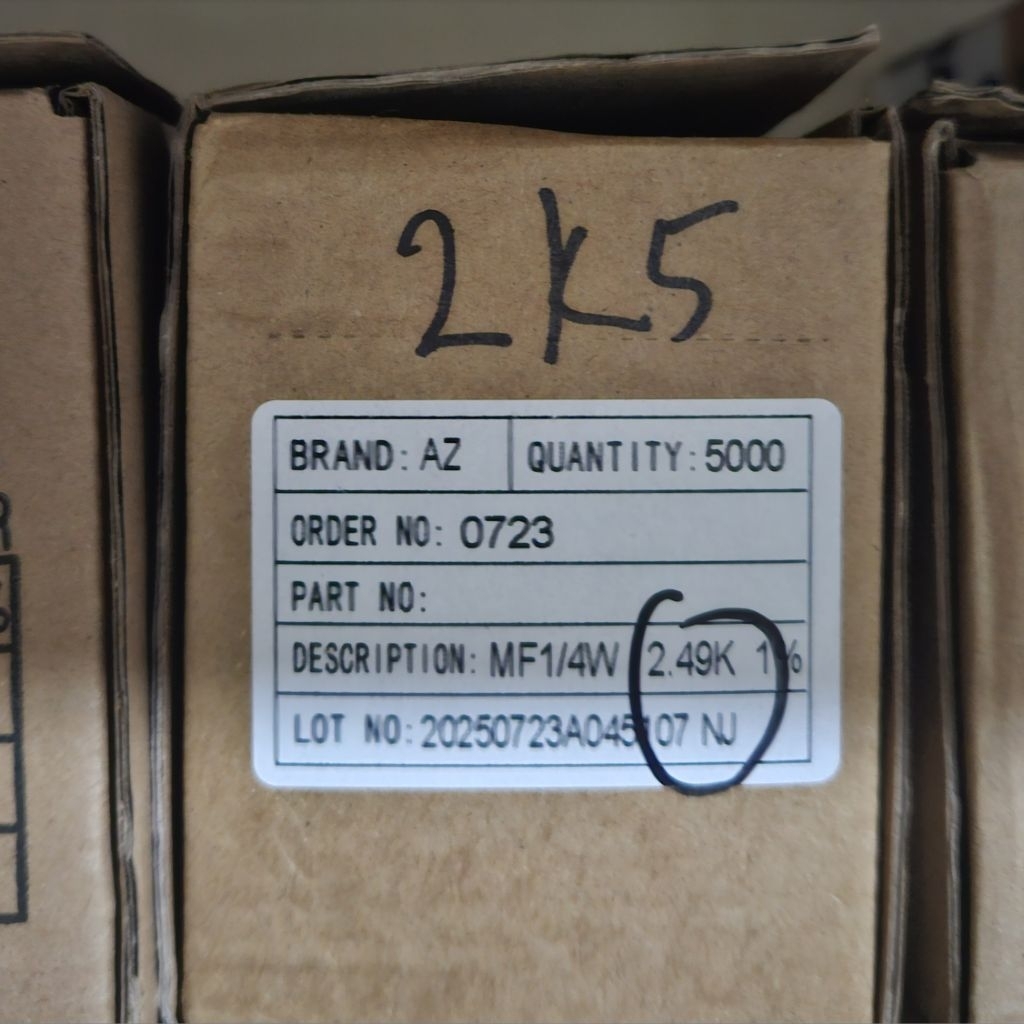 2K5
BRAND: AZ QUANTITY: 5000
ORDER NO: 0723
PART NO:
DESCRIPTION: MF1/4W 2.49K 1%
LOT NO: 20250723A045107 NJ